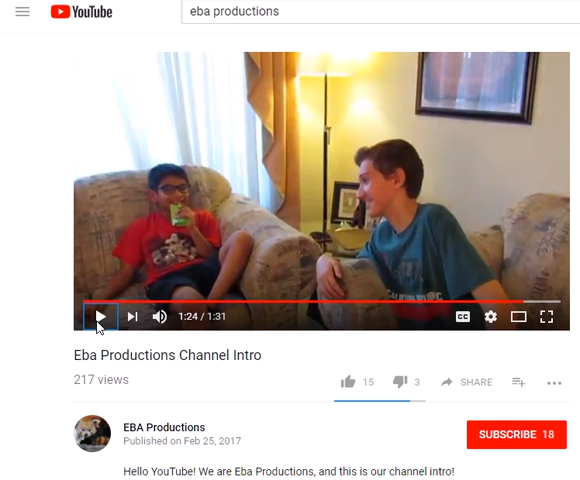 YouTube
eba productions
1:24 / 1:31
CC
Eba Productions Channel Intro
217 views
15
3
SHARE
EBA Productions
Published on Feb 25, 2017
SUBSCRIBE 18
Hello YouTube! We are Eba Productions, and this is our channel intro!